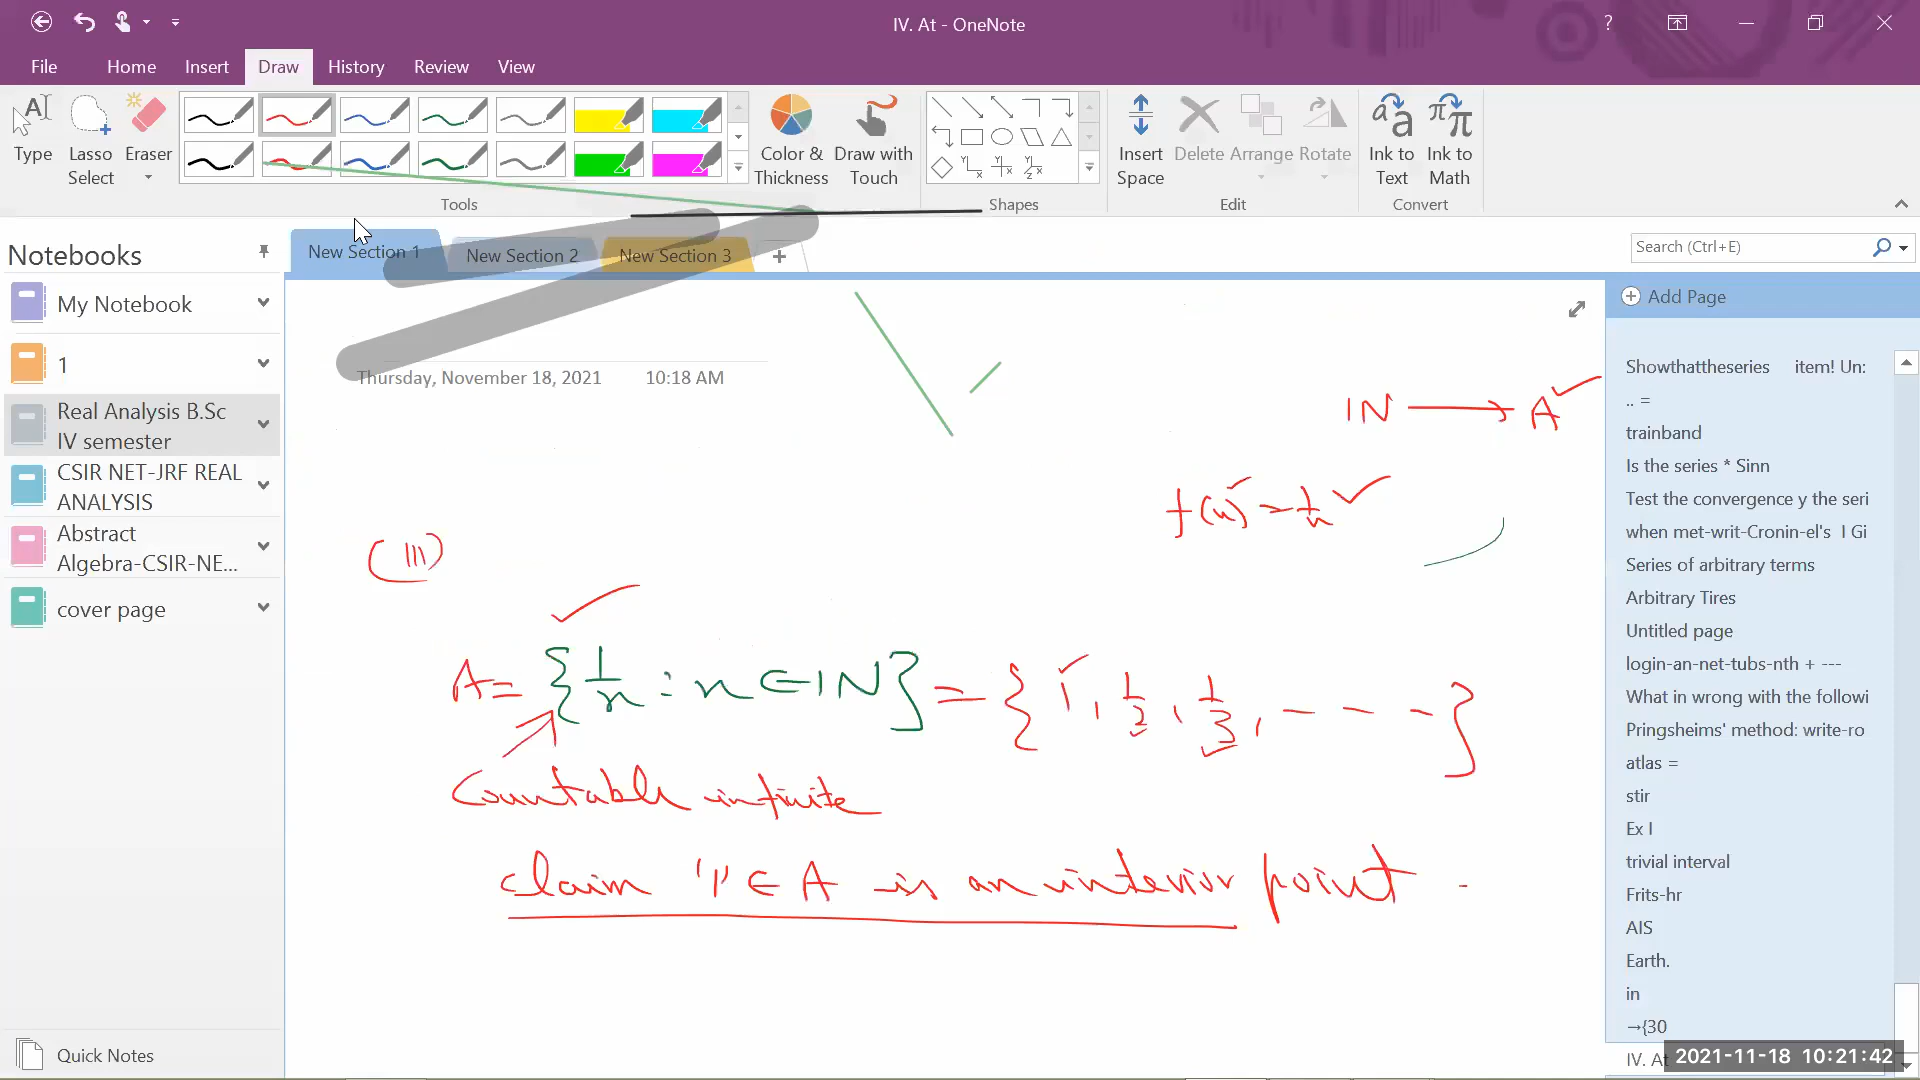 IV. At - OneNote
?
File Home Insert Draw History Review View
Type
Lasso Select
Eraser
Color & Thickness
Draw with Touch
Insert Space
Delete Arrange Rotate
Ink to Text
Ink to Math
Tools Shapes Edit Convert
Notebooks
New Section 1 New Section 2 New Section 3 +
Search (Ctrl+E)
My Notebook
1
Real Analysis B.Sc IV semester
CSIR NET-JRF REAL ANALYSIS
Abstract Algebra-CSIR-NE...
cover page
Quick Notes
Thursday, November 18, 2021 10:18 AM
IN → A ✓
f(n) = 1/n ✓
(III)
A = {1/n : n ∈ IN} = {1, 1/2, 1/3, - - - -}
Countable infinite
claim '1' ∈ A is an interior point -
Add Page
Showthattheseries item! Un:
.. =
trainband
Is the series * Sinn
Test the convergence y the seri
when met-writ-Cronin-el's I Gi
Series of arbitrary terms
Arbitrary Tires
Untitled page
login-an-net-tubs-nth + ---
What in wrong with the followi
Pringsheims' method: write-ro
atlas =
stir
Ex I
trivial interval
Frits-hr
AIS
Earth.
in
→{30
IV. At
2021-11-18 10:21:42